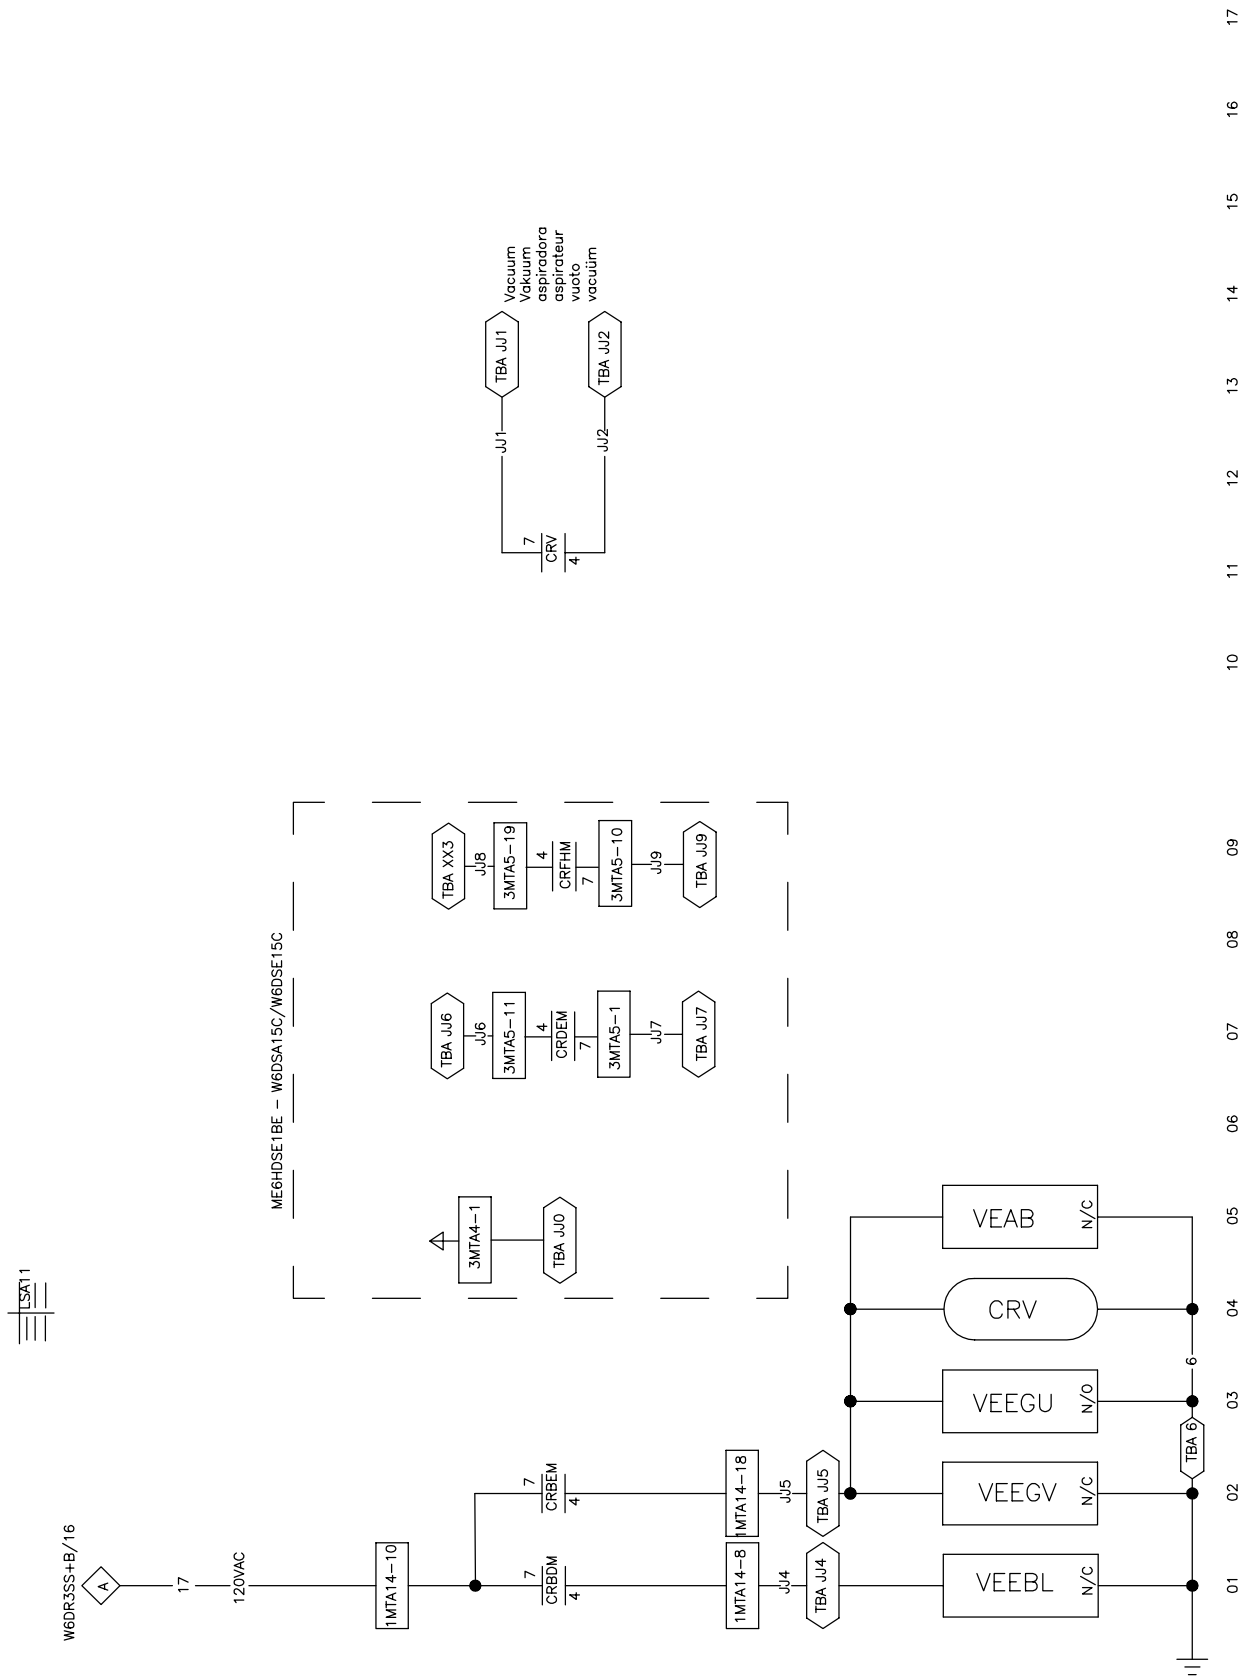 W6DR3SS+B/16
A
17
120VAC
1MTA14-10
7
CRBDM
4
1MTA14-8
JJ4
TBA JJ4
VEEBL
N/C
7
CRBEM
4
1MTA14-18
JJ5
TBA JJ5
VEEGV
N/C
TBA 6
VEEGU
N/O
6
CRV
VEAB
N/C
LSA11
ME6HDSE1BE - W6DSA15C/W6DSE15C
3MTA4-1
TBA JJ0
TBA JJ6
JJ6
3MTA5-11
4
CRDEM
7
3MTA5-1
JJ7
TBA JJ7
TBA XX3
JJ8
3MTA5-19
4
CRFHM
7
3MTA5-10
JJ9
TBA JJ9
7
CRV
4
JJ1
TBA JJ1
JJ2
TBA JJ2
Vacuum
Vakuum
aspiradora
aspirateur
vuoto
vacuüm
01
02
03
04
05
06
07
08
09
10
11
12
13
14
15
16
17